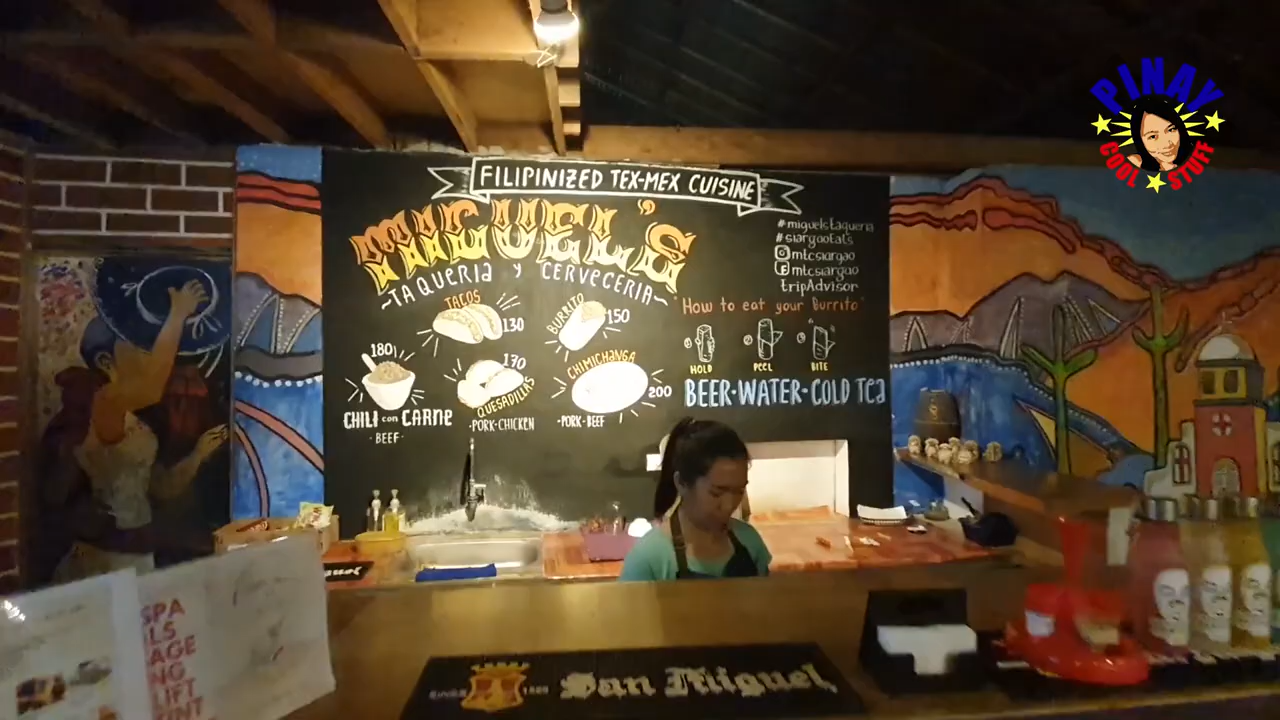 PINAY
COOL STUFF
FILIPINIZED TEX-MEX CUISINE
MIGUEL'S
~TAQUERIA y CERVECERIA~
#miguelstaqueria
#siargaoEats
mtcsiargao
mtcsiargao
tripAdvisor
TACOS
130
BURRITO
150
"How to eat your Burrito"
HOLD
PEEL
BITE
180
CHILI con CARNE
-BEEF-
170
QUESADILLAS
-PORK-CHICKEN
CHIMICHANGA
200
-PORK-BEEF
BEER-WATER-COLD TEA
SPA
San Miguel